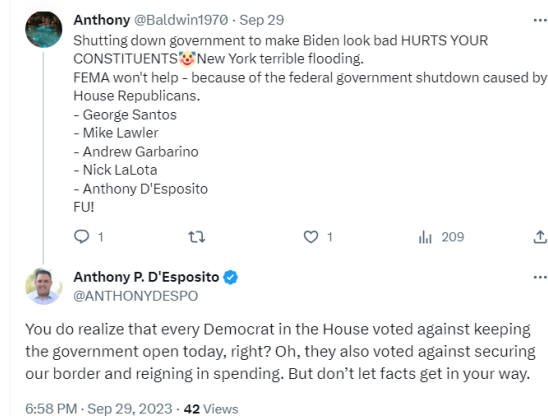 Anthony @Baldwin1970 · Sep 29
Shutting down government to make Biden look bad HURTS YOUR
CONSTITUENTS🤡New York terrible flooding.
FEMA won't help - because of the federal government shutdown caused by
House Republicans.
- George Santos
- Mike Lawler
- Andrew Garbarino
- Nick LaLota
- Anthony D'Esposito
FU!
1 1 209
Anthony P. D'Esposito
@ANTHONYDESPO
You do realize that every Democrat in the House voted against keeping
the government open today, right? Oh, they also voted against securing
our border and reigning in spending. But don’t let facts get in your way.
6:58 PM · Sep 29, 2023 · 42 Views